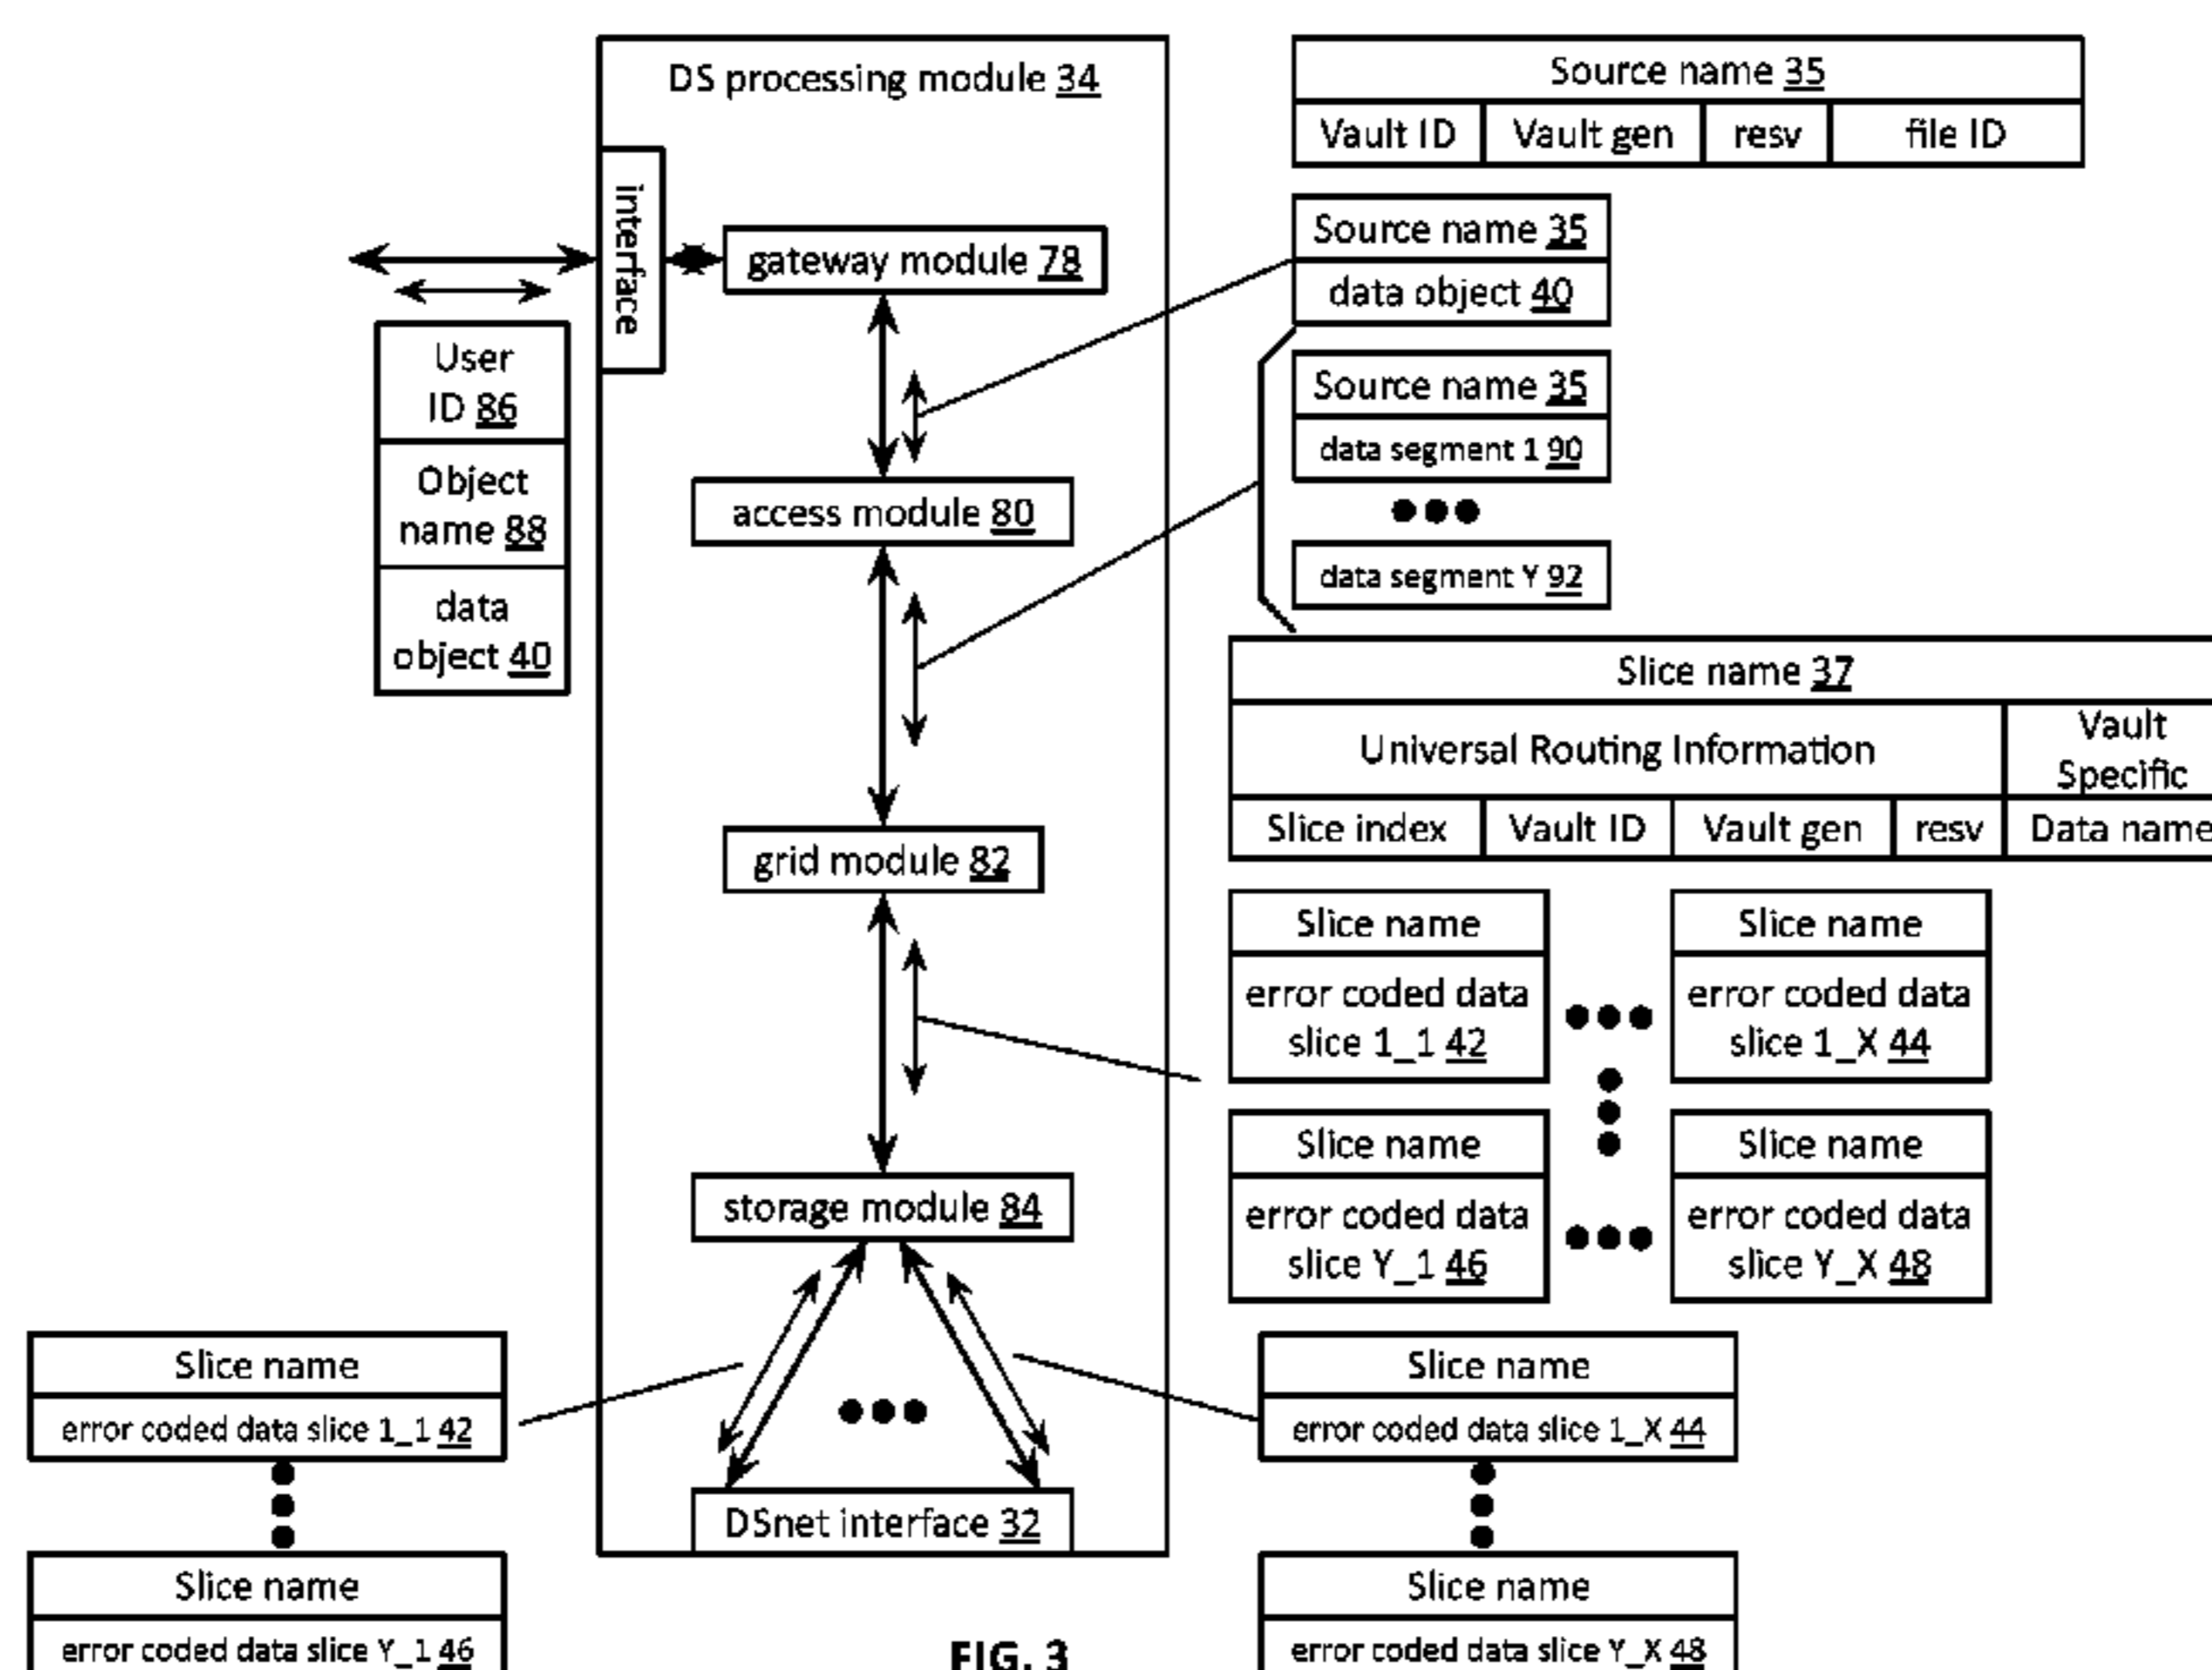 DS processing module 34
interface
gateway module 78
User
ID 86
Object
name 88
data
object 40
access module 80
grid module 82
storage module 84
DSnet interface 32
Source name 35
Vault ID Vault gen resv file ID
Source name 35
data object 40
Source name 35
data segment 1 90
data segment Y 92
Slice name 37
Universal Routing Information
Vault
Specific
Slice index Vault ID Vault gen resv Data name
Slice name
error coded data
slice 1_1 42
Slice name
error coded data
slice 1_X 44
Slice name
error coded data
slice Y_1 46
Slice name
error coded data
slice Y_X 48
Slice name
error coded data slice 1_1 42
Slice name
error coded data slice Y_1 46
Slice name
error coded data slice 1_X 44
Slice name
error coded data slice Y_X 48
FIG. 3